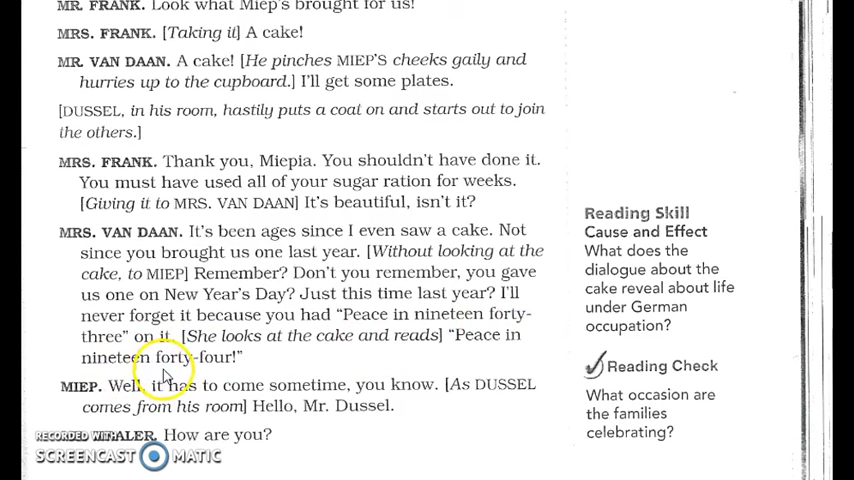 MR. FRANK. Look what Miep's brought for us!
MRS. FRANK. [Taking it] A cake!
MR. VAN DAAN. A cake! [He pinches MIEP'S cheeks gaily and
hurries up to the cupboard.] I'll get some plates.
[DUSSEL, in his room, hastily puts a coat on and starts out to join
the others.]
MRS. FRANK. Thank you, Miepia. You shouldn't have done it.
You must have used all of your sugar ration for weeks.
[Giving it to MRS. VAN DAAN] It's beautiful, isn't it?
MRS. VAN DAAN. It's been ages since I even saw a cake. Not
since you brought us one last year. [Without looking at the
cake, to MIEP] Remember? Don't you remember, you gave
us one on New Year's Day? Just this time last year? I'll
never forget it because you had "Peace in nineteen forty-
three" on it. [She looks at the cake and reads] "Peace in
nineteen forty-four!"
MIEP. Well, it has to come sometime, you know. [As DUSSEL
comes from his room] Hello, Mr. Dussel.
KRALER. How are you?
Reading Skill
Cause and Effect
What does the
dialogue about the
cake reveal about life
under German
occupation?
Reading Check
What occasion are
the families
celebrating?
RECORDED WITH
SCREENCAST MATIC